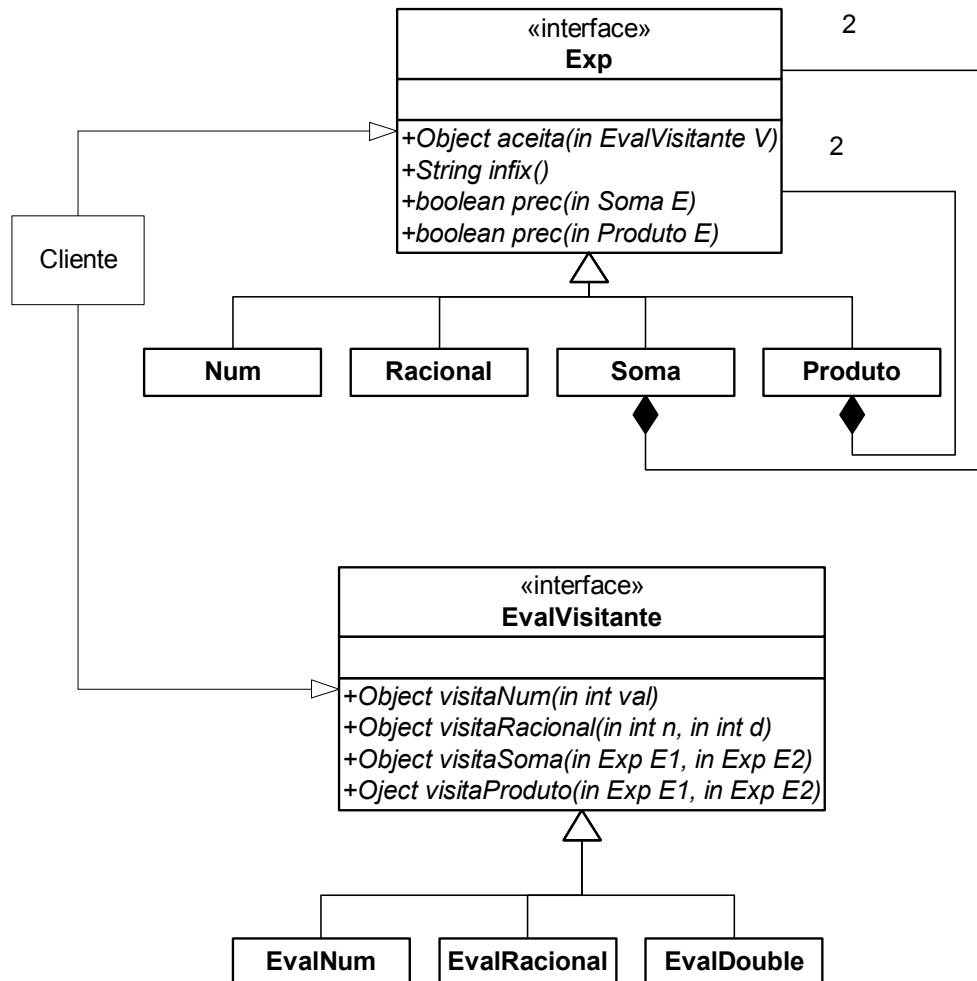 «interface»
Exp
2
+Object aceita(in EvalVisitante V)
+String infix()
+boolean prec(in Soma E)
+boolean prec(in Produto E)
2
Cliente
Num
Racional
Soma
Produto
«interface»
EvalVisitante
+Object visitaNum(in int val)
+Object visitaRacional(in int n, in int d)
+Object visitaSoma(in Exp E1, in Exp E2)
+Oject visitaProduto(in Exp E1, in Exp E2)
EvalNum
EvalRacional
EvalDouble